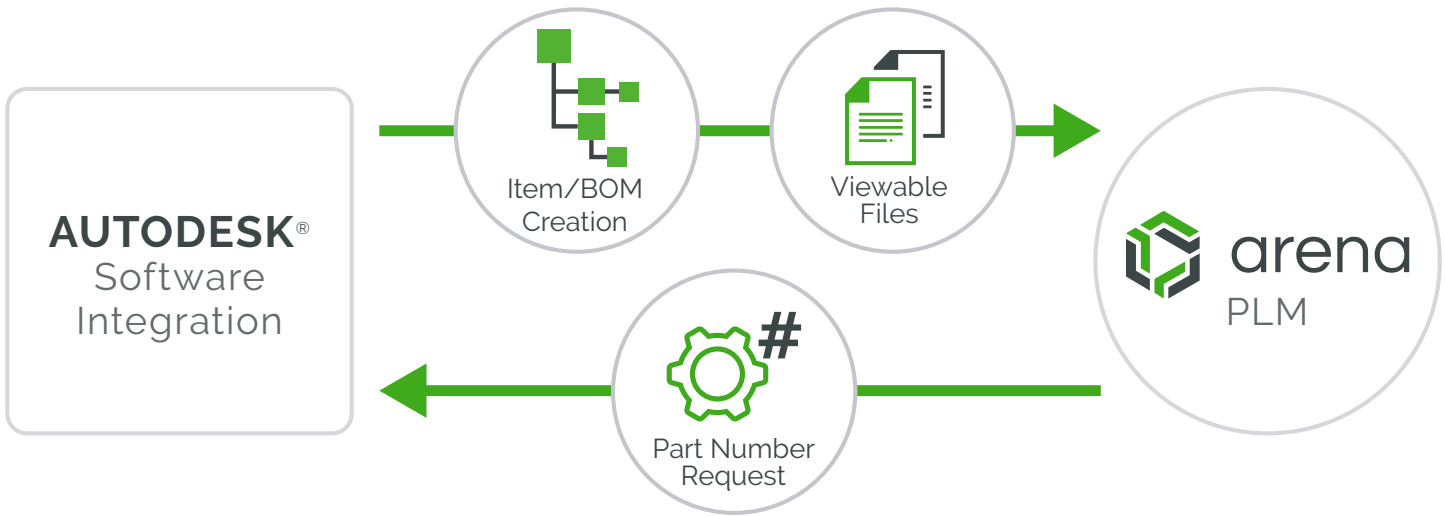 AUTODESK®
Software
Integration
Item/BOM
Creation
Viewable
Files
#
Part Number
Request
arena
PLM